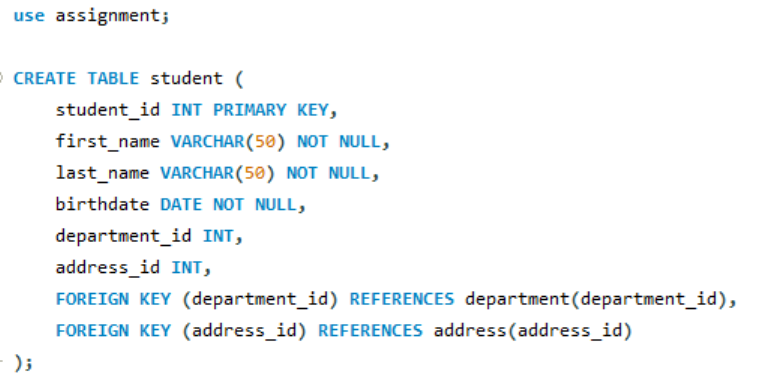 use assignment;
CREATE TABLE student (
student_id INT PRIMARY KEY,
first_name VARCHAR(50) NOT NULL,
last_name VARCHAR(50) NOT NULL,
birthdate DATE NOT NULL,
department_id INT,
address_id INT,
FOREIGN KEY (department_id) REFERENCES department(department_id),
FOREIGN KEY (address_id) REFERENCES address(address_id)
);